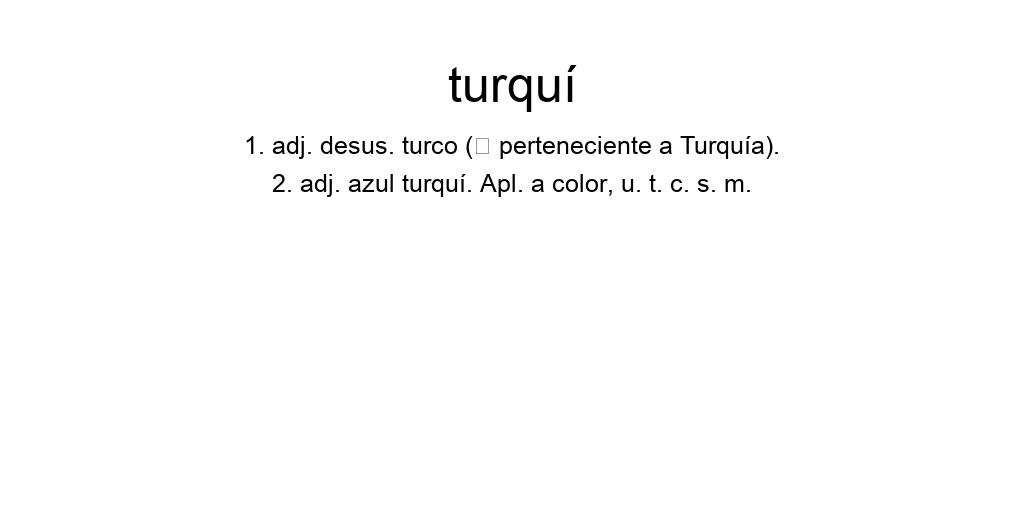 turquí
1. adj. desus. turco (□ perteneciente a Turquía).
2. adj. azul turquí. Apl. a color, u. t. c. s. m.